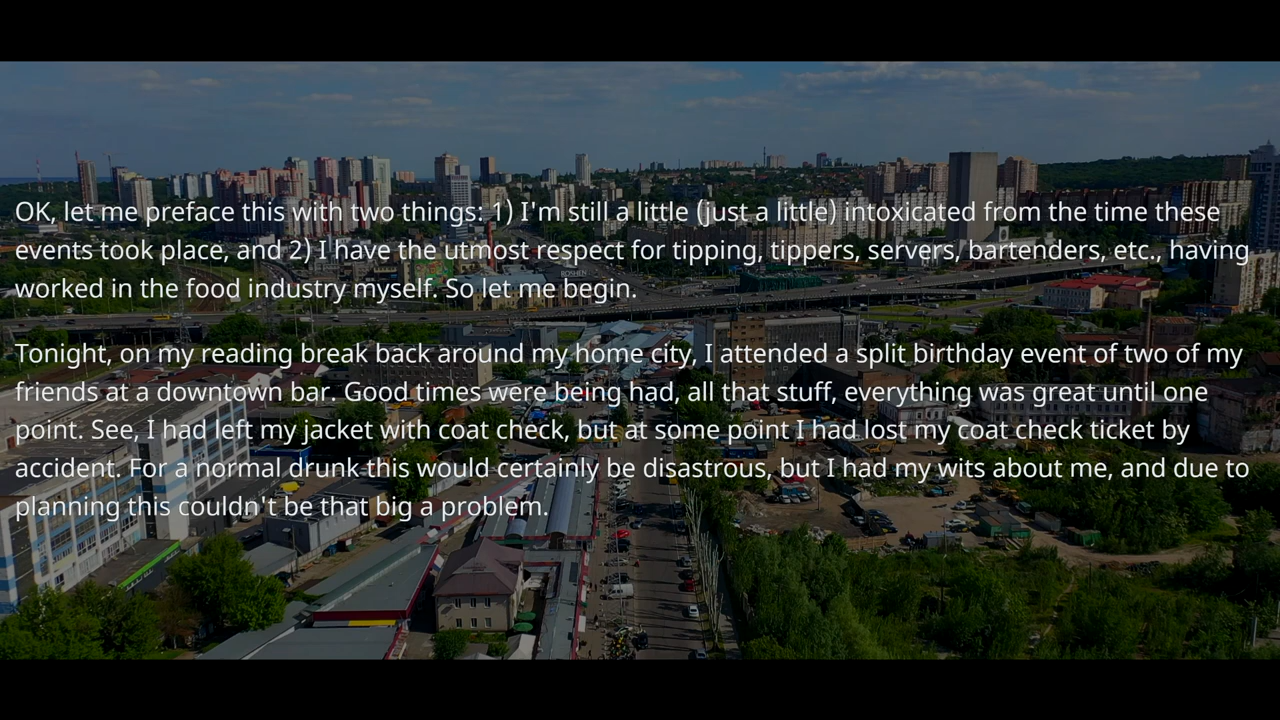 OK, let me preface this with two things: 1) I'm still a little (just a little) intoxicated from the time these
events took place, and 2) I have the utmost respect for tipping, tippers, servers, bartenders, etc., having
worked in the food industry myself. So let me begin.
Tonight, on my reading break back around my home city, I attended a split birthday event of two of my
friends at a downtown bar. Good times were being had, all that stuff, everything was great until one
point. See, I had left my jacket with coat check, but at some point I had lost my coat check ticket by
accident. For a normal drunk this would certainly be disastrous, but I had my wits about me, and due to
planning this couldn't be that big a problem.